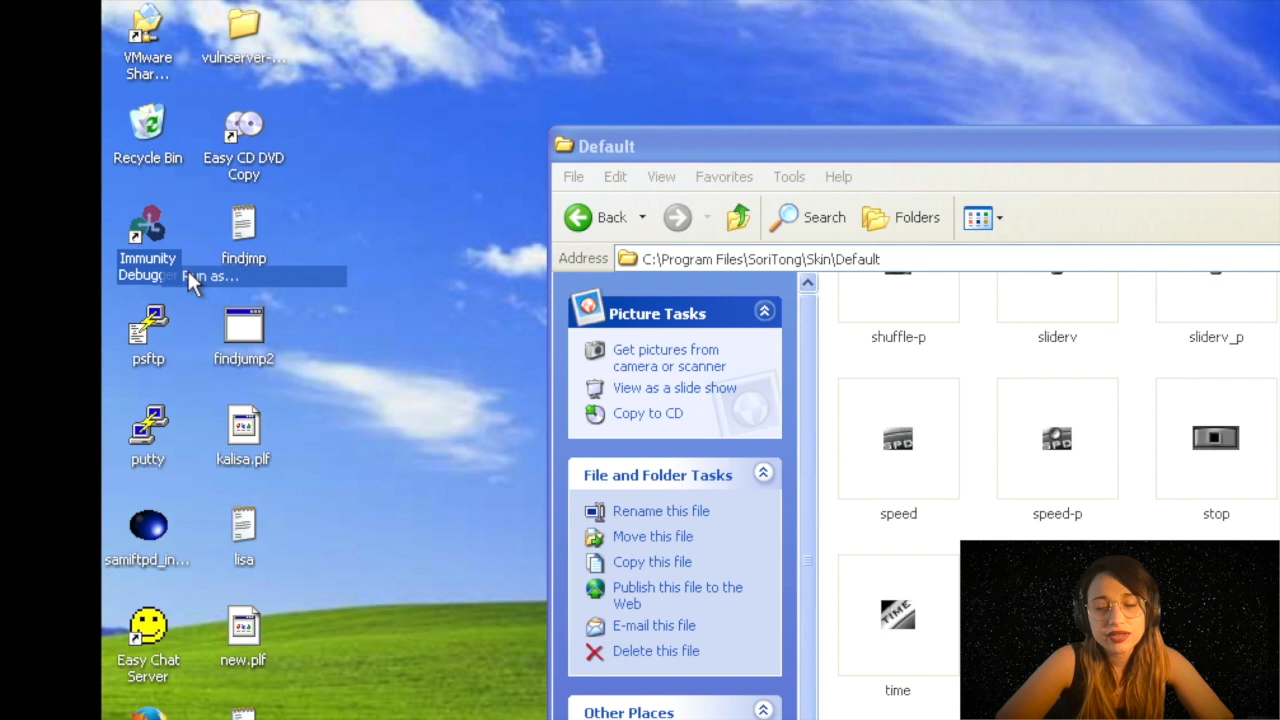 VMware
Shar...
vulnserver-...
Recycle Bin
Easy CD DVD
Copy
Immunity
Debugger
Run as...
findjmp
psftp
findjump2
putty
kalisa.plf
samiftpd_in...
lisa
Easy Chat
Server
new.plf
Default
File Edit View Favorites Tools Help
Back Search Folders
Address C:\Program Files\SoriTong\Skin\Default
Picture Tasks
Get pictures from
camera or scanner
View as a slide show
Copy to CD
File and Folder Tasks
Rename this file
Move this file
Copy this file
Publish this file to the
Web
E-mail this file
Delete this file
Other Places
shuffle-p sliderv sliderv_p
SPD SPD
speed speed-p stop
TIME
time